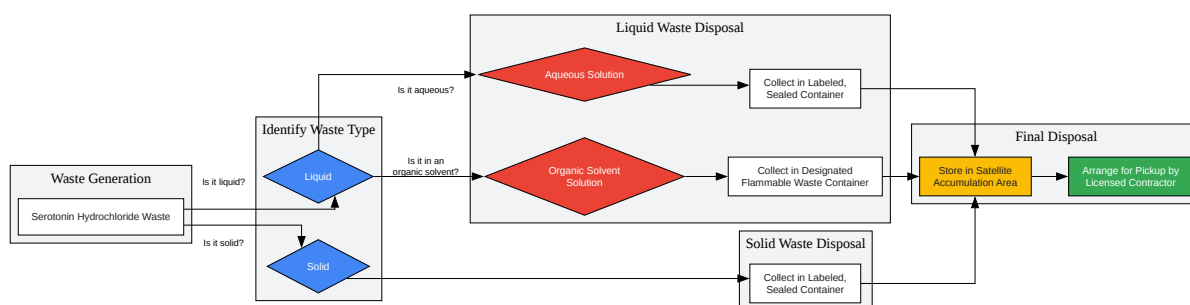 Waste Generation
Serotonin Hydrochloride Waste
Is it liquid?
Is it solid?
Identify Waste Type
Liquid
Solid
Is it aqueous?
Is it in an
organic solvent?
Liquid Waste Disposal
Aqueous Solution
Collect in Labeled,
Sealed Container
Organic Solvent
Solution
Collect in Designated
Flammable Waste Container
Solid Waste Disposal
Collect in Labeled,
Sealed Container
Final Disposal
Store in Satellite
Accumulation Area
Arrange for Pickup by
Licensed Contractor